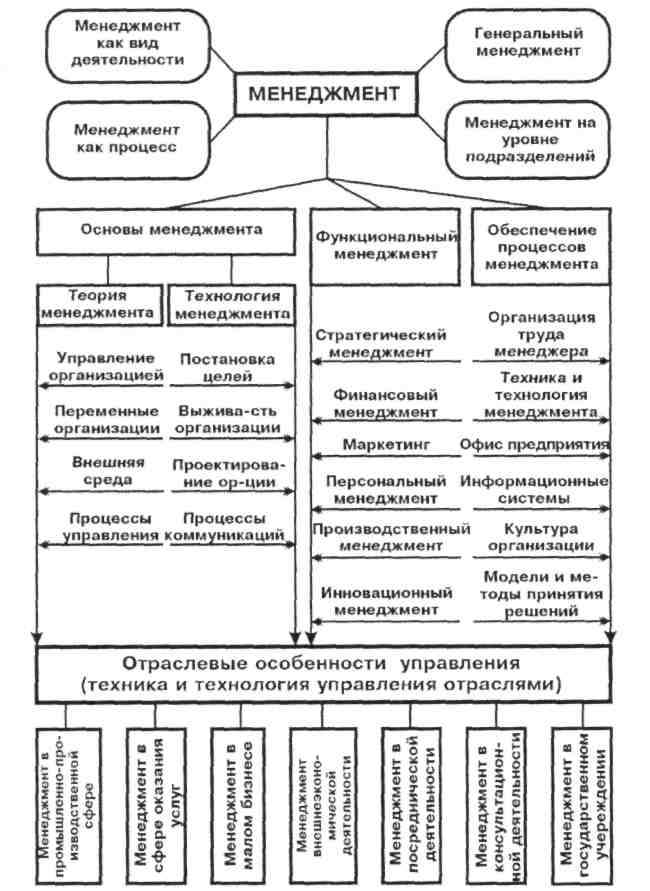 Менеджмент
как вид
деятельности
Генеральный
менеджмент
МЕНЕДЖМЕНТ
Менеджмент
как процесс
Менеджмент на
уровне
подразделений
Основы менеджмента
Функциональный
менеджмент
Обеспечение
процессов
менеджмента
Теория
менеджмента
Технология
менеджмента
Управление
организацией
Постановка
целей
Переменные
организации
Выжива-сть
организации
Внешняя
среда
Проектирова-
ние ор-ции
Процессы
управления
Процессы
коммуникаций
Стратегический
менеджмент
Организация
труда
менеджера
Финансовый
менеджмент
Техника и
технология
менеджмента
Маркетинг
Офис предприятия
Персональный
менеджмент
Информационные
системы
Производственный
менеджмент
Культура
организации
Инновационный
менеджмент
Модели и ме-
тоды принятия
решений
Отраслевые особенности управления
(техника и технология управления отраслями)
Менеджмент в
промышленно-про-
изводственной
сфере
Менеджмент в
сфере оказания
услуг
Менеджмент в
малом бизнесе
Менеджмент
внешнеэконо-
мической
деятельности
Менеджмент в
посреднической
деятельности
Менеджмент в
консультацион-
ной деятельности
Менеджмент в
государственном
учереждении